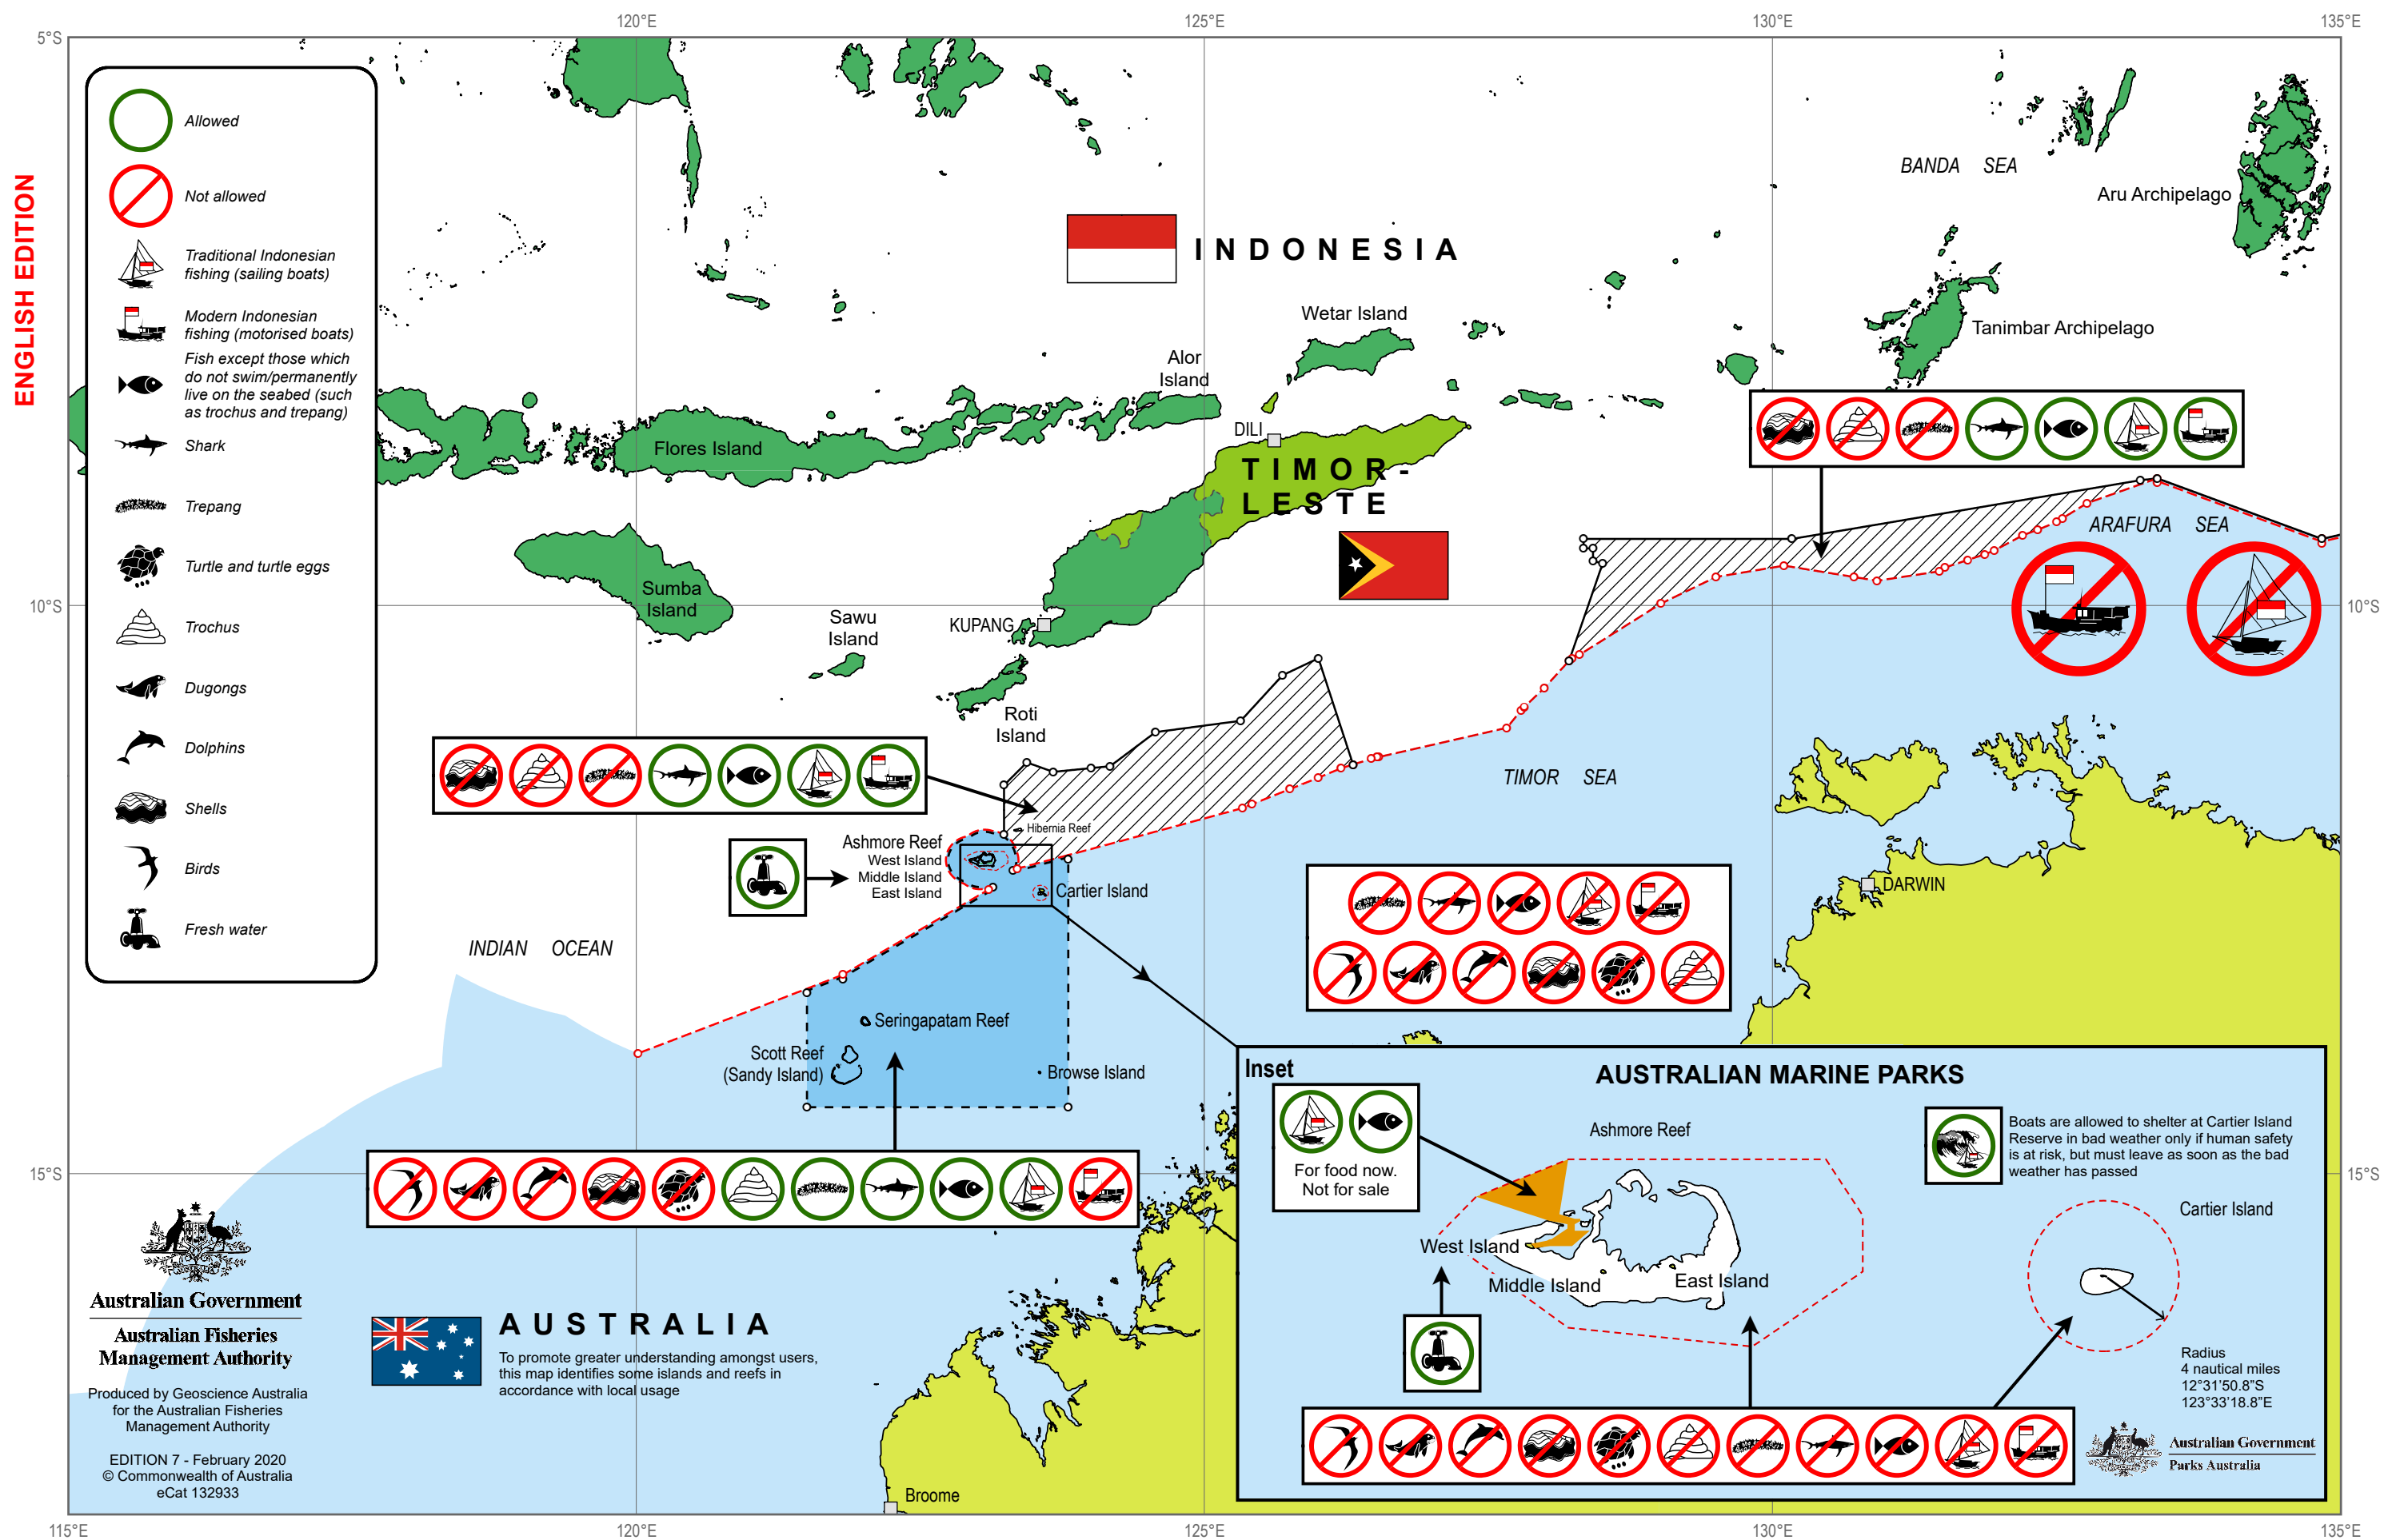 120°E
125°E
130°E
135°E
5°S
ENGLISH EDITION
Allowed
Not allowed
Traditional Indonesian
fishing (sailing boats)
Modern Indonesian
fishing (motorised boats)
Fish except those which
do not swim/permanently
live on the seabed (such
as trochus and trepang)
Shark
Trepang
Turtle and turtle eggs
Trochus
Dugongs
Dolphins
Shells
Birds
Fresh water
BANDA SEA
Aru Archipelago
INDONESIA
Wetar Island
Tanimbar Archipelago
Alor
Island
DILI
Flores Island
TIMOR-
LESTE
ARAFURA SEA
Sumba
Island
10°S
10°S
Sawu
Island
KUPANG
Roti
Island
TIMOR SEA
Hibernia Reef
Ashmore Reef
West Island
Middle Island
East Island
Cartier Island
DARWIN
INDIAN OCEAN
Seringapatam Reef
Scott Reef
(Sandy Island)
Browse Island
15°S
15°S
Inset
AUSTRALIAN MARINE PARKS
For food now.
Not for sale
Ashmore Reef
Boats are allowed to shelter at Cartier Island
Reserve in bad weather only if human safety
is at risk, but must leave as soon as the bad
weather has passed
Cartier Island
West Island
Middle Island
East Island
Radius
4 nautical miles
12°31'50.8"S
123°33'18.8"E
Australian Government
Parks Australia
Australian Government
Australian Fisheries
Management Authority
Produced by Geoscience Australia
for the Australian Fisheries
Management Authority
EDITION 7 - February 2020
© Commonwealth of Australia
eCat 132933
AUSTRALIA
To promote greater understanding amongst users,
this map identifies some islands and reefs in
accordance with local usage
Broome
115°E
120°E
125°E
130°E
135°E